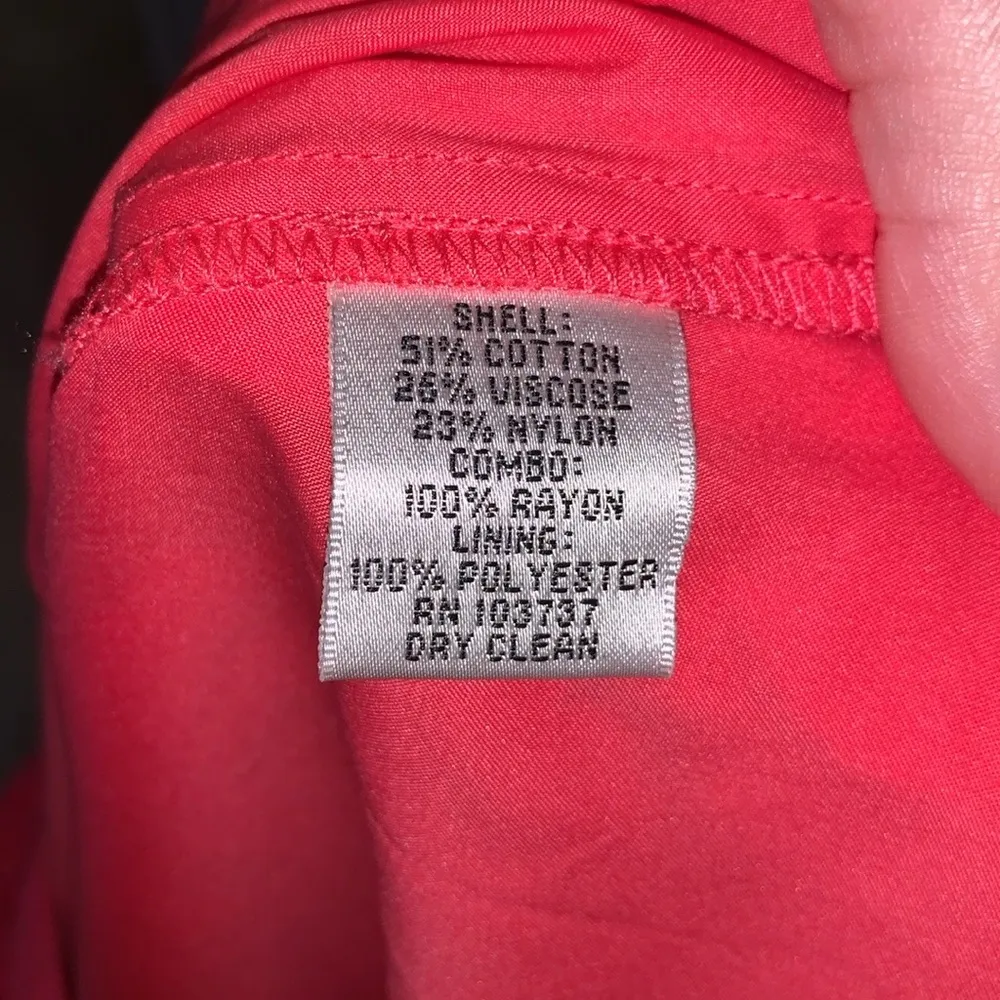 SHELL:
51% COTTON
26% VISCOSE
23% NYLON
COMBO:
100% RAYON
LINING:
100% POLYESTER
RN 103737
DRY CLEAN